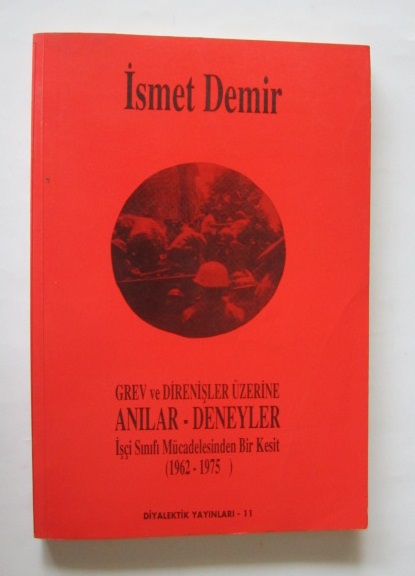 İsmet Demir
GREV ve DİRENİŞLER ÜZERİNE
ANILAR - DENEYLER
İşçi Sınıfı Mücadelesinden Bir Kesit
(1962 - 1975 )
DİYALEKTİK YAYINLARI - 11